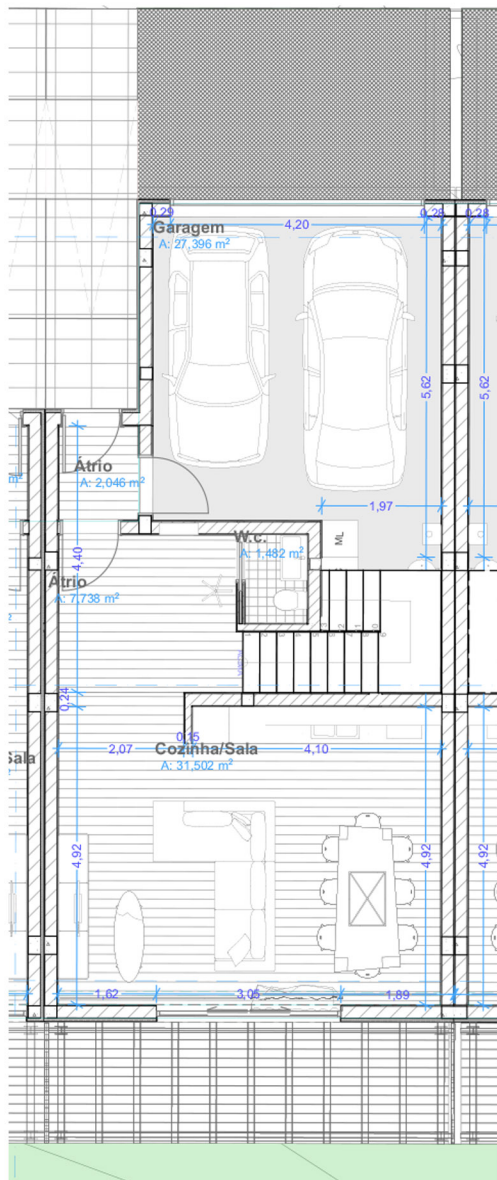 0,29
0,28
0,28
Garagem
4,20
A: 27,396 m²
5,62
5,62
Átrio
m²
A: 2,046 m²
1,97
W.c.
ML
A: 1,482 m²
4,40
Átrio
A: 7,738 m²
0,24
0,15
Sala
2,07
Cozinha/Sala
4,10
A: 31,502 m²
4,92
4,92
4,92
1,62
3,05
1,89